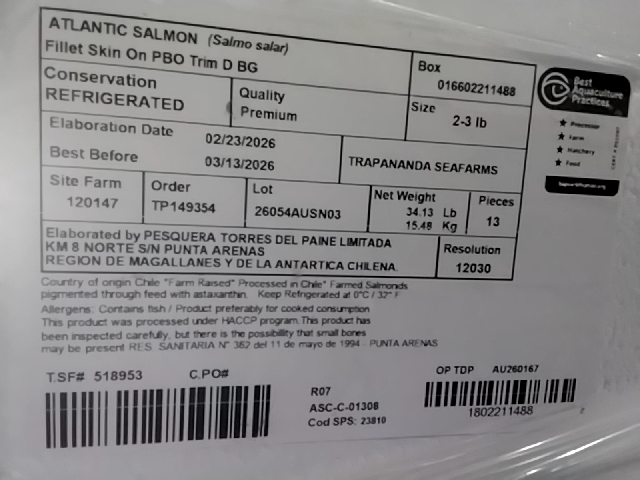 ATLANTIC SALMON (Salmo salar)
Fillet Skin On PBO Trim D BG
Box
016602211488
Conservation
REFRIGERATED
Quality
Premium
Size
2-3 lb
Elaboration Date 02/23/2026
Best Before 03/13/2026
TRAPANANDA SEAFARMS
Site Farm
120147
Order
TP149354
Lot
26054AUSN03
Net Weight
34.13 Lb
15.48 Kg
Pieces
13
Elaborated by PESQUERA TORRES DEL PAINE LIMITADA
KM 8 NORTE S/N PUNTA ARENAS
REGION DE MAGALLANES Y DE LA ANTARTICA CHILENA.
Resolution
12030
Country of origin Chile "Farm Raised" Processed in Chile" Farmed Salmonids
pigmented through feed with astaxanthin. Keep Refrigerated at 0°C / 32° F
Allergens: Contains fish / Product preferably for cooked consumption
This product was processed under HACCP program.This product has
been inspected carefully, but there is the possibility that small bones
may be present RES. SANITARIA N° 362 del 11 de mayo de 1994 - PUNTA ARENAS
T.SF# 518953 C.PO#
R07
ASC-C-01308
Cod SPS: 23810
OP TDP AU260167
1802211488
Best
Aquaculture
Practices
★ Processor
★ Farm
★ Hatchery
★ Feed